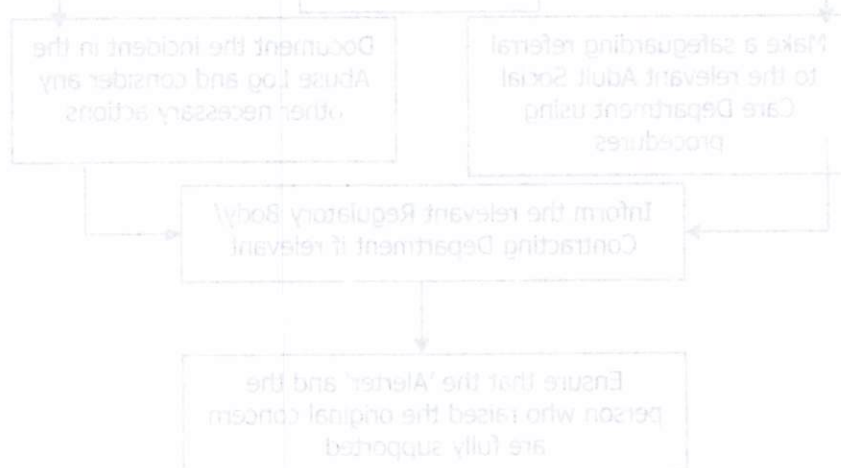 Document the incident in the
Abuse Log and consider any
other necessary actions
Make a safeguarding referral
to the relevant Adult Social
Care Department using
procedures
Inform the relevant Regulatory Body/
Contracting Department if relevant
Ensure that the 'Alerter' and the
person who raised the original concern
are fully supported